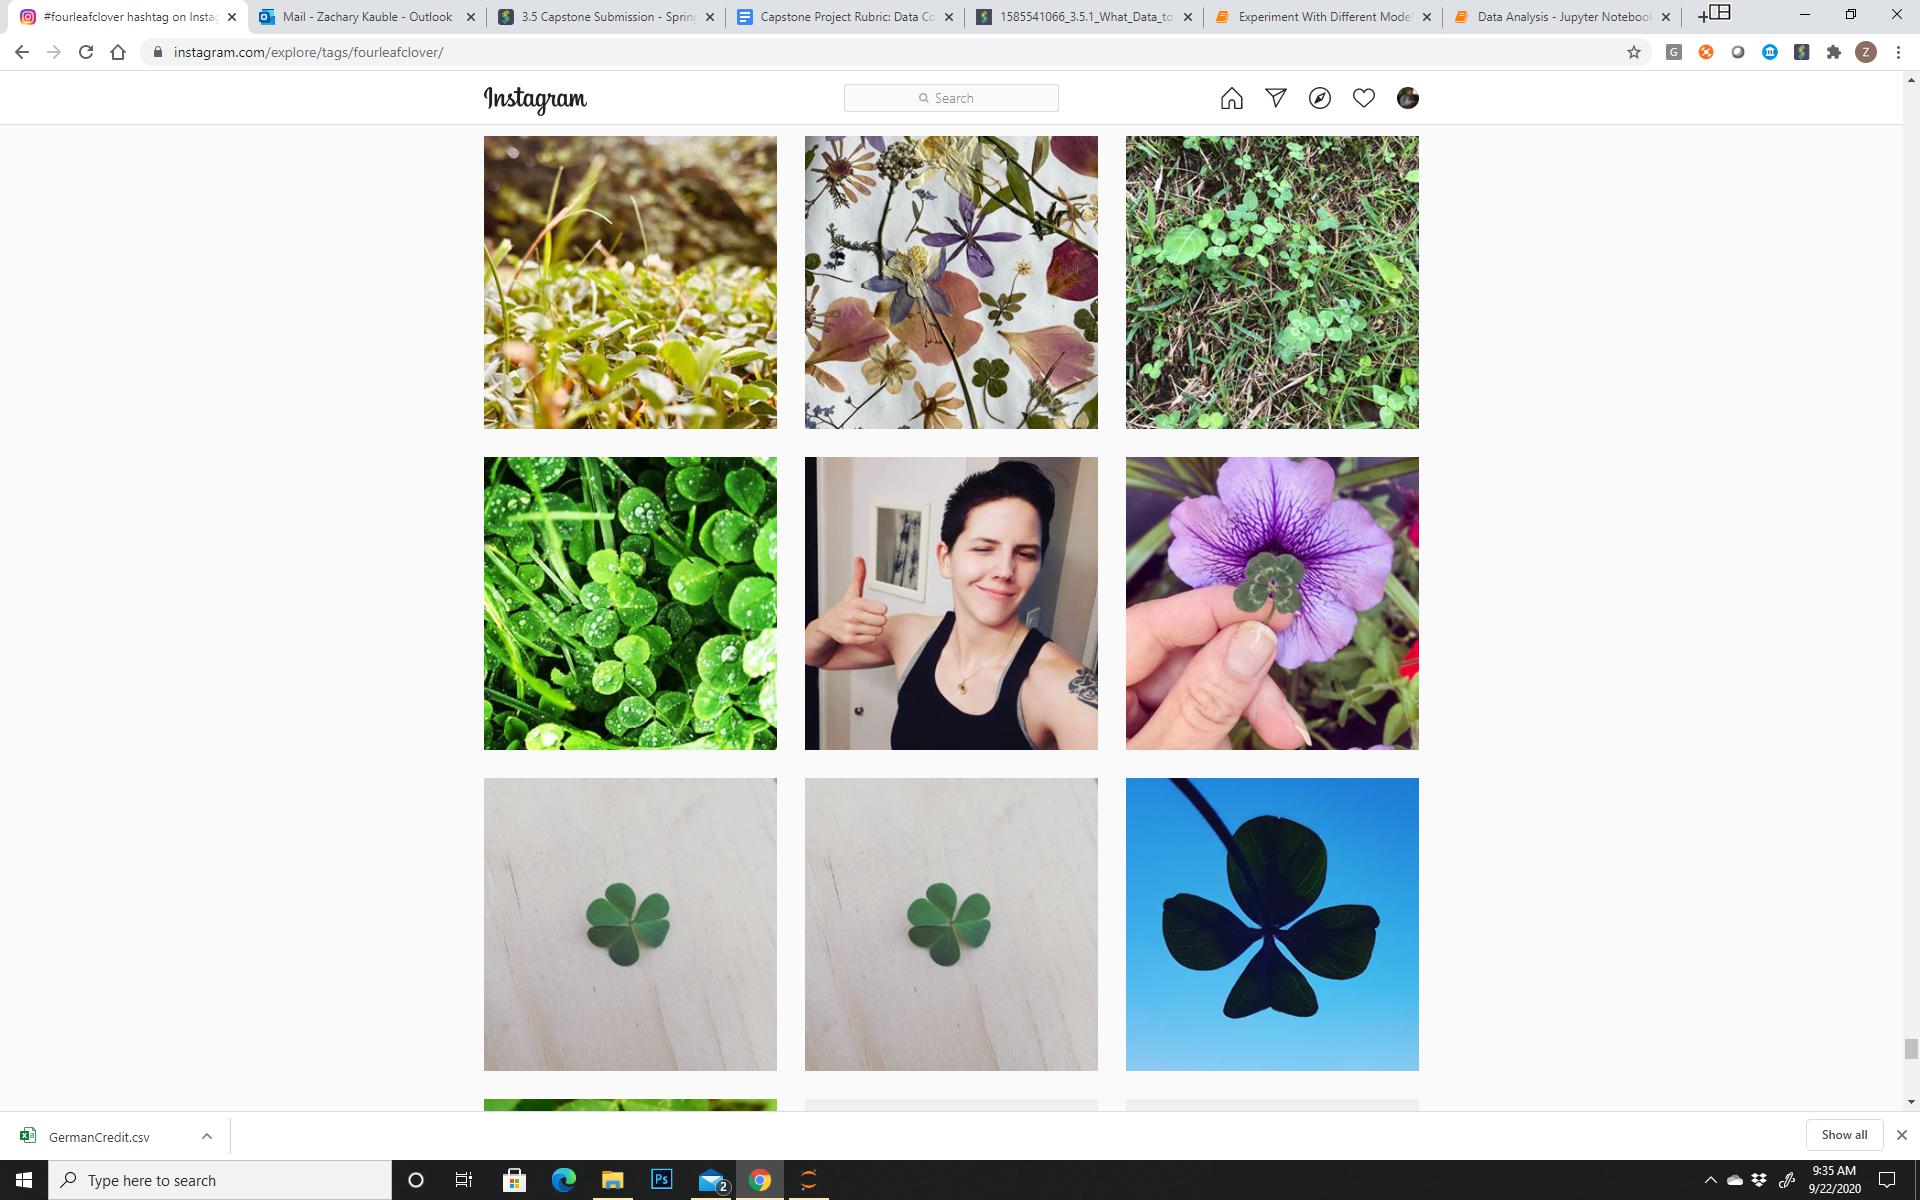 #fourleafclover hashtag on Insta
Mail - Zachary Kauble - Outlook
3.5 Capstone Submission - Spring
Capstone Project Rubric: Data Co
1585541066_3.5.1_What_Data_to
Experiment With Different Model
Data Analysis - Jupyter Notebook
instagram.com/explore/tags/fourleafclover/
G
Z
Instagram
Search
GermanCredit.csv
Show all
Type here to search
Ps
2
9:35 AM
9/22/2020